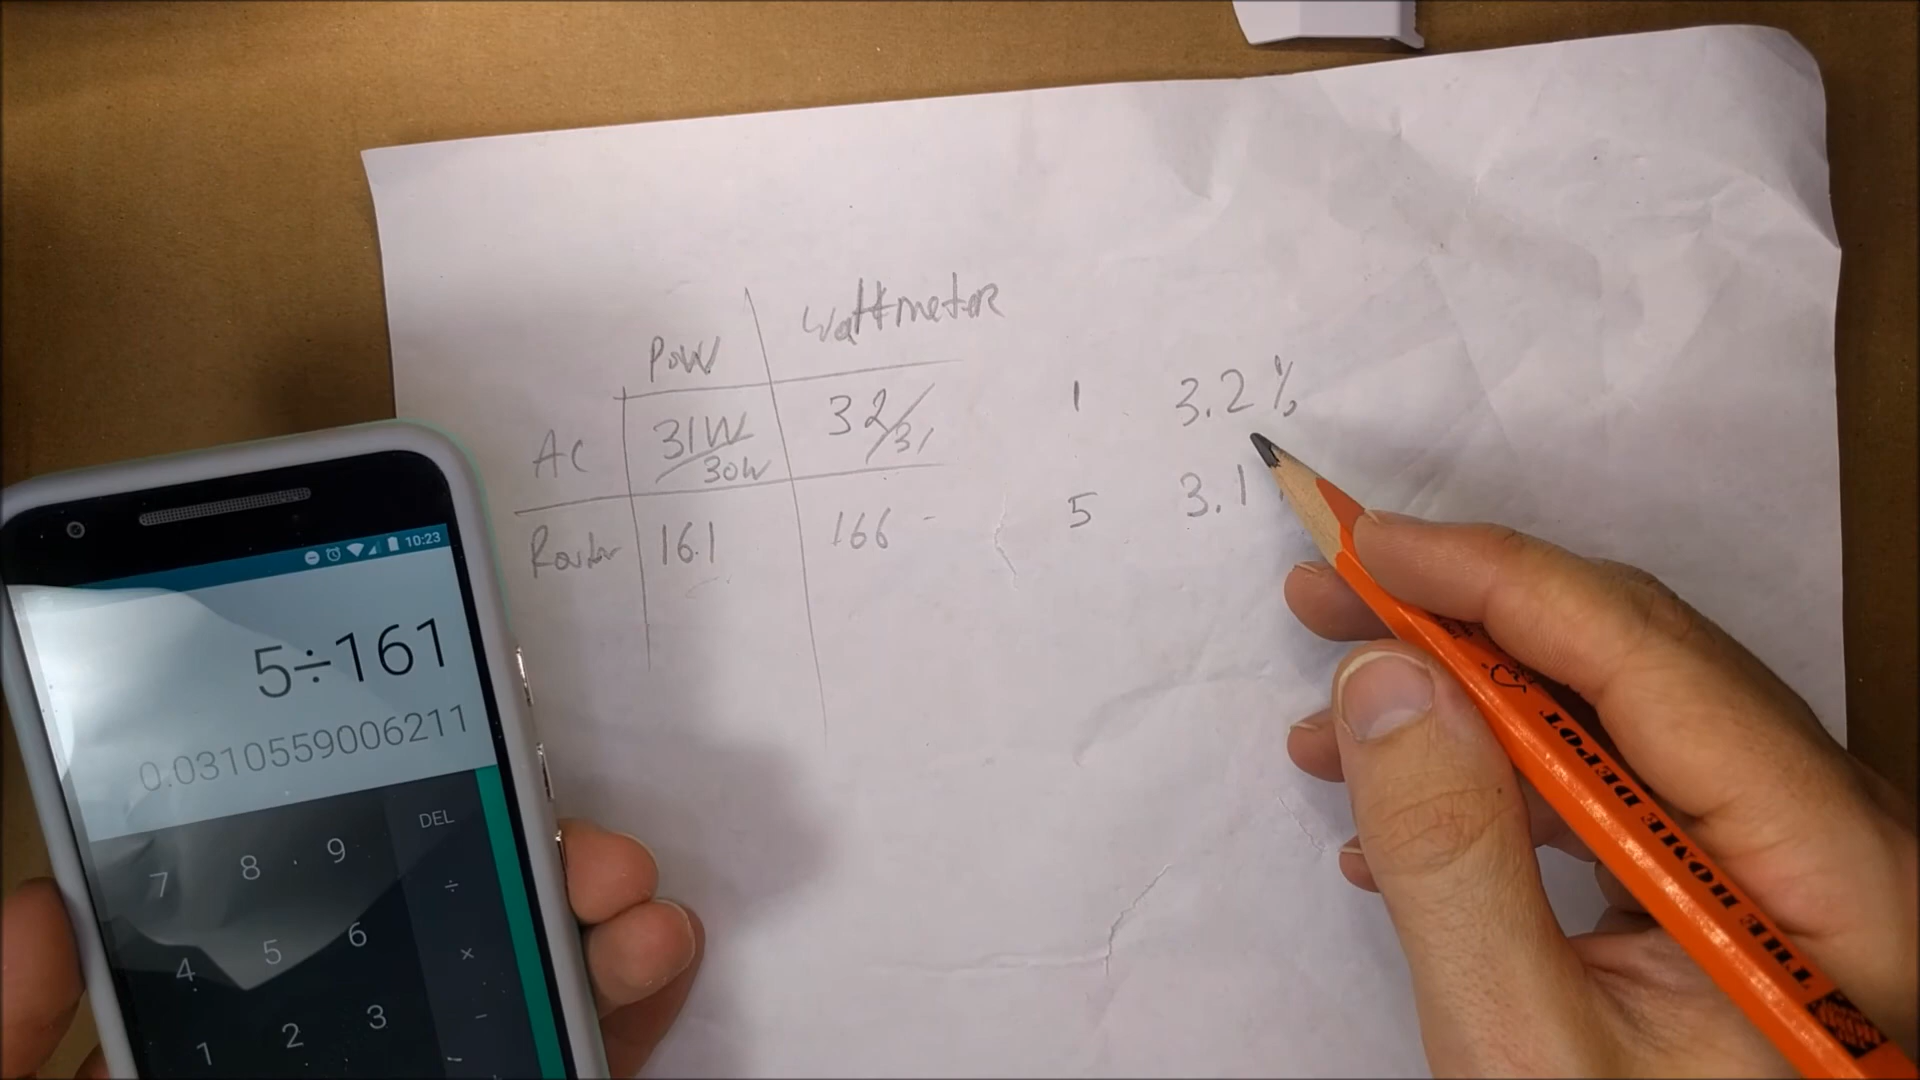 Pow Wattmeter
AC 31W/30W 32/31 1 3.2%
Router 161 166 - 5 3.1
10:23
5÷161
0.0310559006211
7 8 9 DEL
÷
4 5 6 ×
1 2 3 -
THE HOME DEPOT